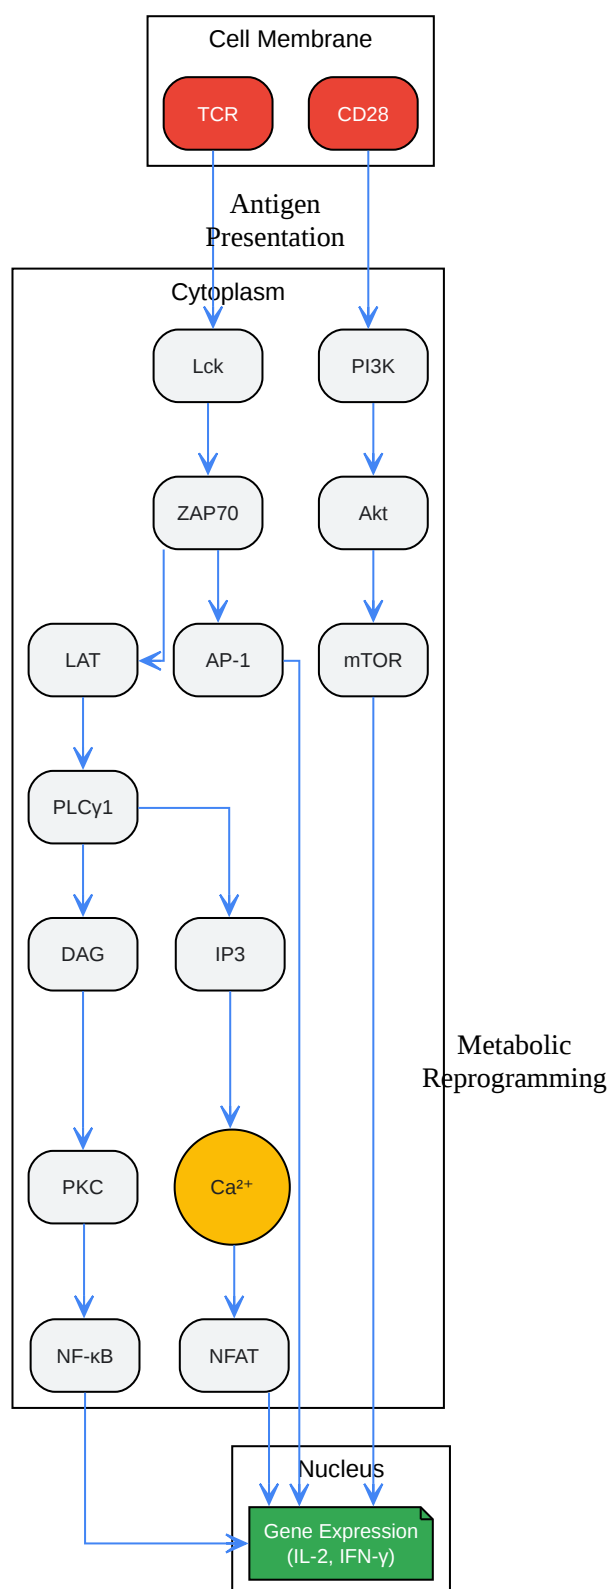 Cell Membrane
TCR
CD28
Antigen
Presentation
Cytoplasm
Lck
PI3K
ZAP70
Akt
LAT
AP-1
mTOR
PLCγ1
DAG
IP3
Metabolic
Reprogramming
PKC
Ca²⁺
NF-κB
NFAT
Nucleus
Gene Expression
(IL-2, IFN-γ)